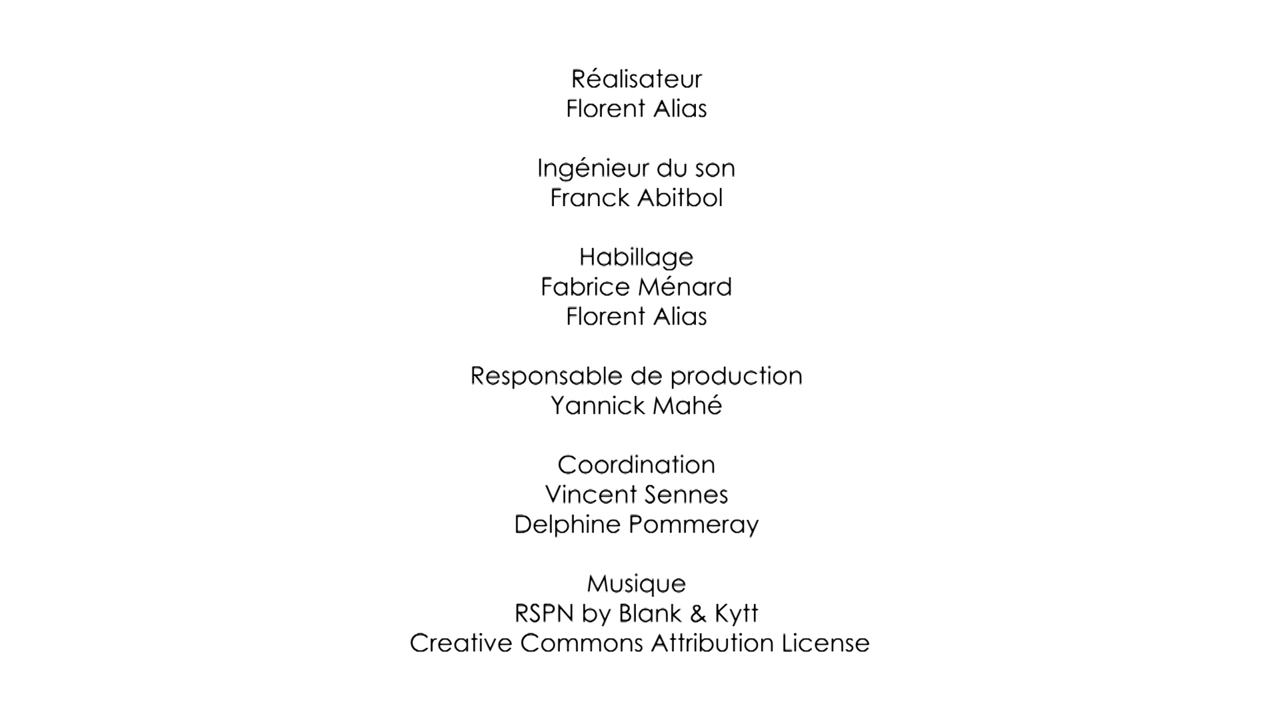 Réalisateur
Florent Alias
Ingénieur du son
Franck Abitbol
Habillage
Fabrice Ménard
Florent Alias
Responsable de production
Yannick Mahé
Coordination
Vincent Sennes
Delphine Pommeray
Musique
RSPN by Blank & Kytt
Creative Commons Attribution License